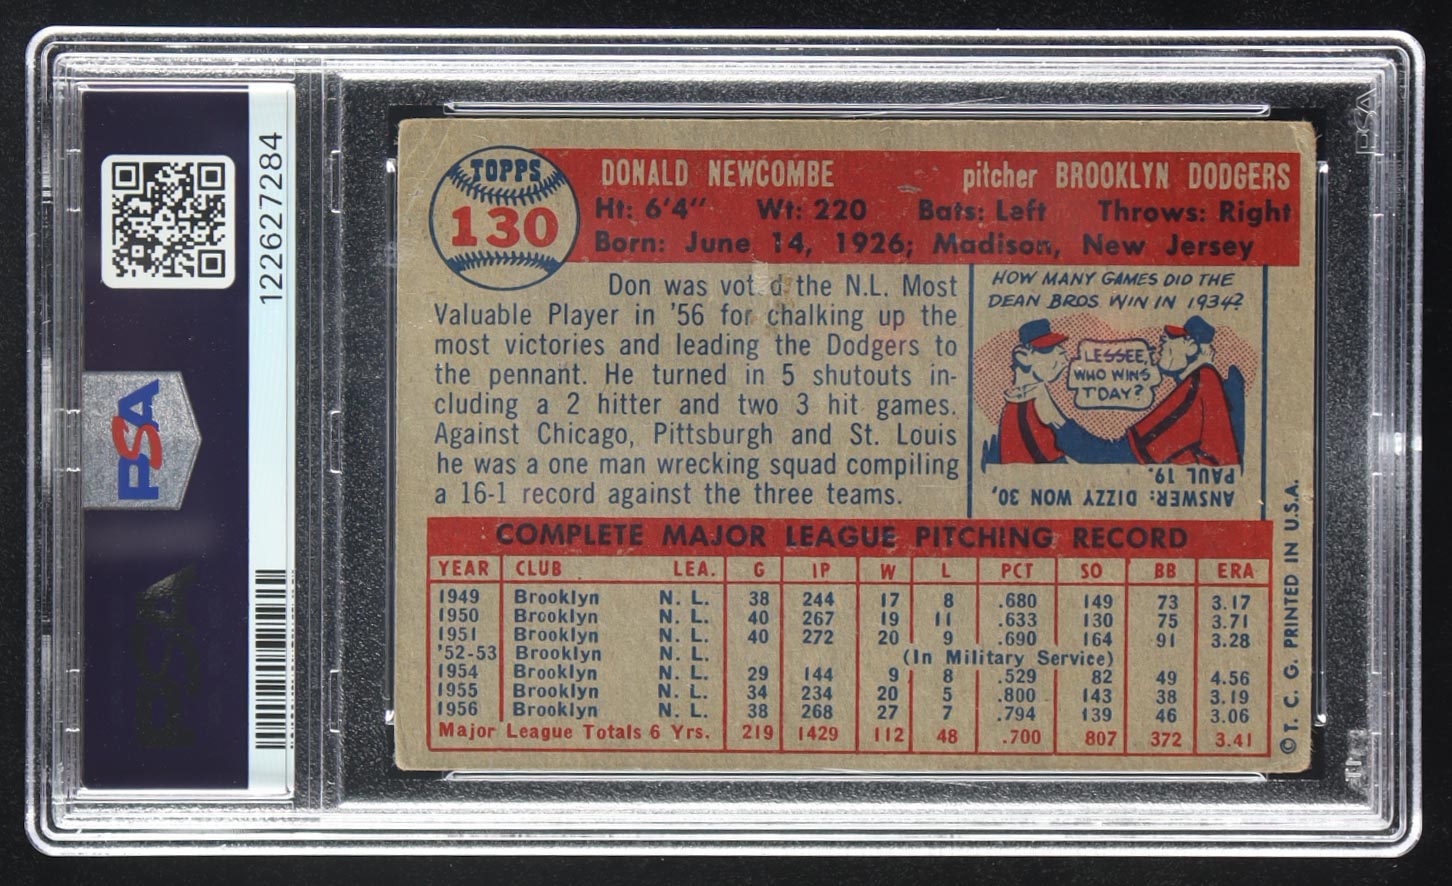 122627284
PSA
PSA
PSA
TOPPS
130
DONALD NEWCOMBE pitcher BROOKLYN DODGERS
Ht: 6'4" Wt: 220 Bats: Left Throws: Right
Born: June 14, 1926; Madison, New Jersey
Don was vot d the N.L. Most
Valuable Player in '56 for chalking up the
most victories and leading the Dodgers to
the pennant. He turned in 5 shutouts in-
cluding a 2 hitter and two 3 hit games.
Against Chicago, Pittsburgh and St. Louis
he was a one man wrecking squad compiling
a 16-1 record against the three teams.
HOW MANY GAMES DID THE
DEAN BROS. WIN IN 1934?
LESSEE,
WHO WINS
T'DAY?
ANSWER: DIZZY WON 30,
PAUL 19.
COMPLETE MAJOR LEAGUE PITCHING RECORD
YEAR CLUB LEA. G IP W L PCT SO BB ERA
1949 Brooklyn N. L. 38 244 17 8 .680 149 73 3.17
1950 Brooklyn N. L. 40 267 19 11 .633 130 75 3.71
1951 Brooklyn N. L. 40 272 20 9 .690 164 91 3.28
'52-53 Brooklyn N. L. (In Military Service)
1954 Brooklyn N. L. 29 144 9 8 .529 82 49 4.56
1955 Brooklyn N. L. 34 234 20 5 .800 143 38 3.19
1956 Brooklyn N. L. 38 268 27 7 .794 139 46 3.06
Major League Totals 6 Yrs. 219 1429 112 48 .700 807 372 3.41
© T. C. G. PRINTED IN U.S.A.